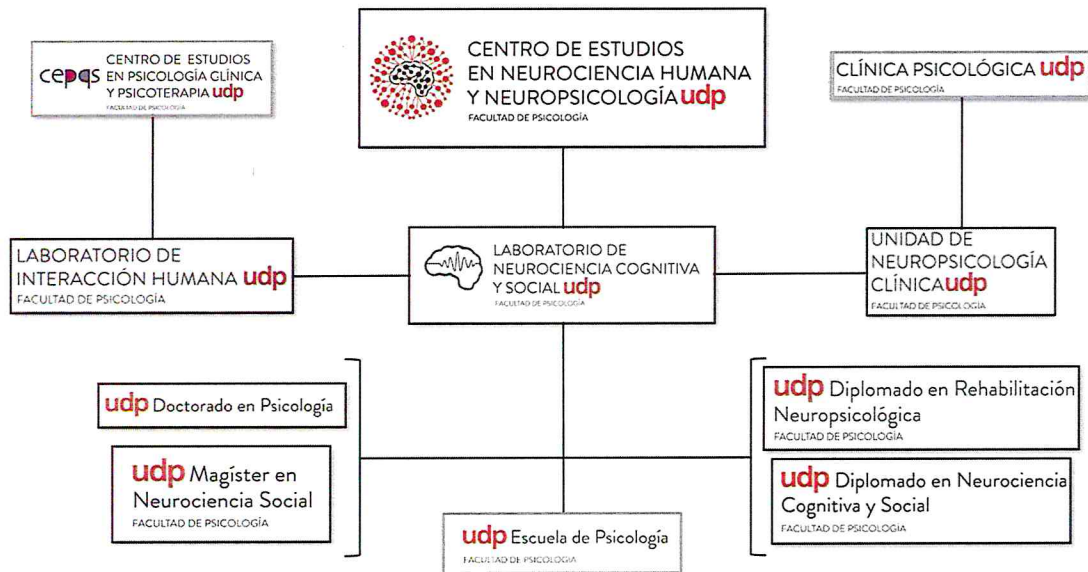 CENTRO DE ESTUDIOS
EN PSICOLOGÍA CLÍNICA
Y PSICOTERAPIA udp
FACULTAD DE PSICOLOGÍA
CENTRO DE ESTUDIOS
EN NEUROCIENCIA HUMANA
Y NEUROPSICOLOGÍA udp
FACULTAD DE PSICOLOGÍA
CLÍNICA PSICOLÓGICA udp
FACULTAD DE PSICOLOGÍA
LABORATORIO DE
INTERACCIÓN HUMANA udp
FACULTAD DE PSICOLOGÍA
LABORATORIO DE
NEUROCIENCIA COGNITIVA
Y SOCIAL udp
FACULTAD DE PSICOLOGÍA
UNIDAD DE
NEUROPSICOLOGÍA
CLÍNICA udp
FACULTAD DE PSICOLOGÍA
udp Doctorado en Psicología
udp Magíster en
Neurociencia Social
FACULTAD DE PSICOLOGÍA
udp Diplomado en Rehabilitación
Neuropsicológica
FACULTAD DE PSICOLOGÍA
udp Diplomado en Neurociencia
Cognitiva y Social
FACULTAD DE PSICOLOGÍA
udp Escuela de Psicología
FACULTAD DE PSICOLOGÍA